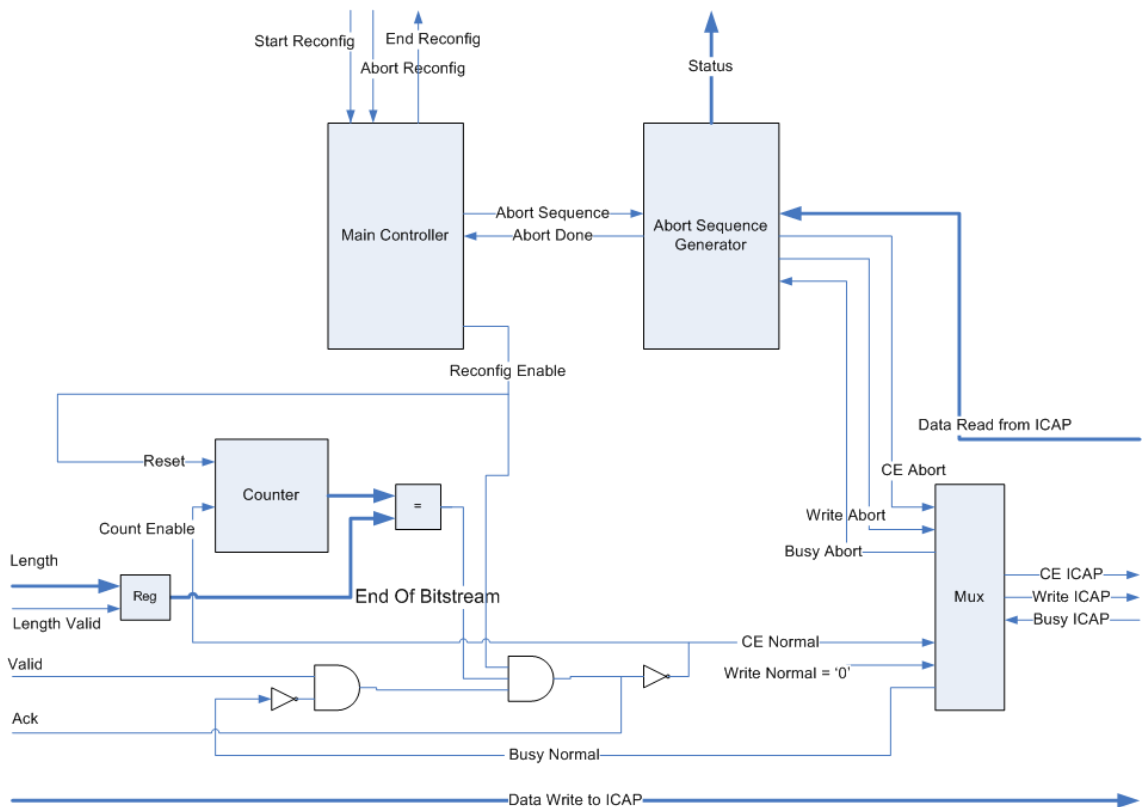 Start Reconfig
End Reconfig
Abort Reconfig
Status
Main Controller
Abort Sequence
Abort Done
Abort Sequence
Generator
Reconfig Enable
Data Read from ICAP
Reset
Counter
=
CE Abort
Count Enable
Write Abort
Busy Abort
Length
Reg
Length Valid
End Of Bitstream
Mux
CE ICAP
Write ICAP
Busy ICAP
CE Normal
Valid
Write Normal = ‘0’
Ack
Busy Normal
Data Write to ICAP